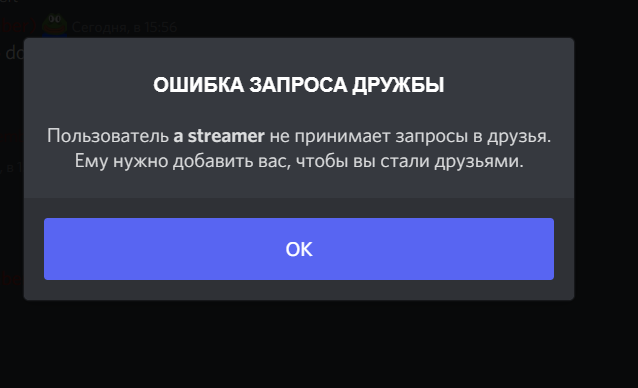 Сегодня, в 15:56
ОШИБКА ЗАПРОСА ДРУЖБЫ
Пользователь a streamer не принимает запросы в друзья.
Ему нужно добавить вас, чтобы вы стали друзьями.
ОК